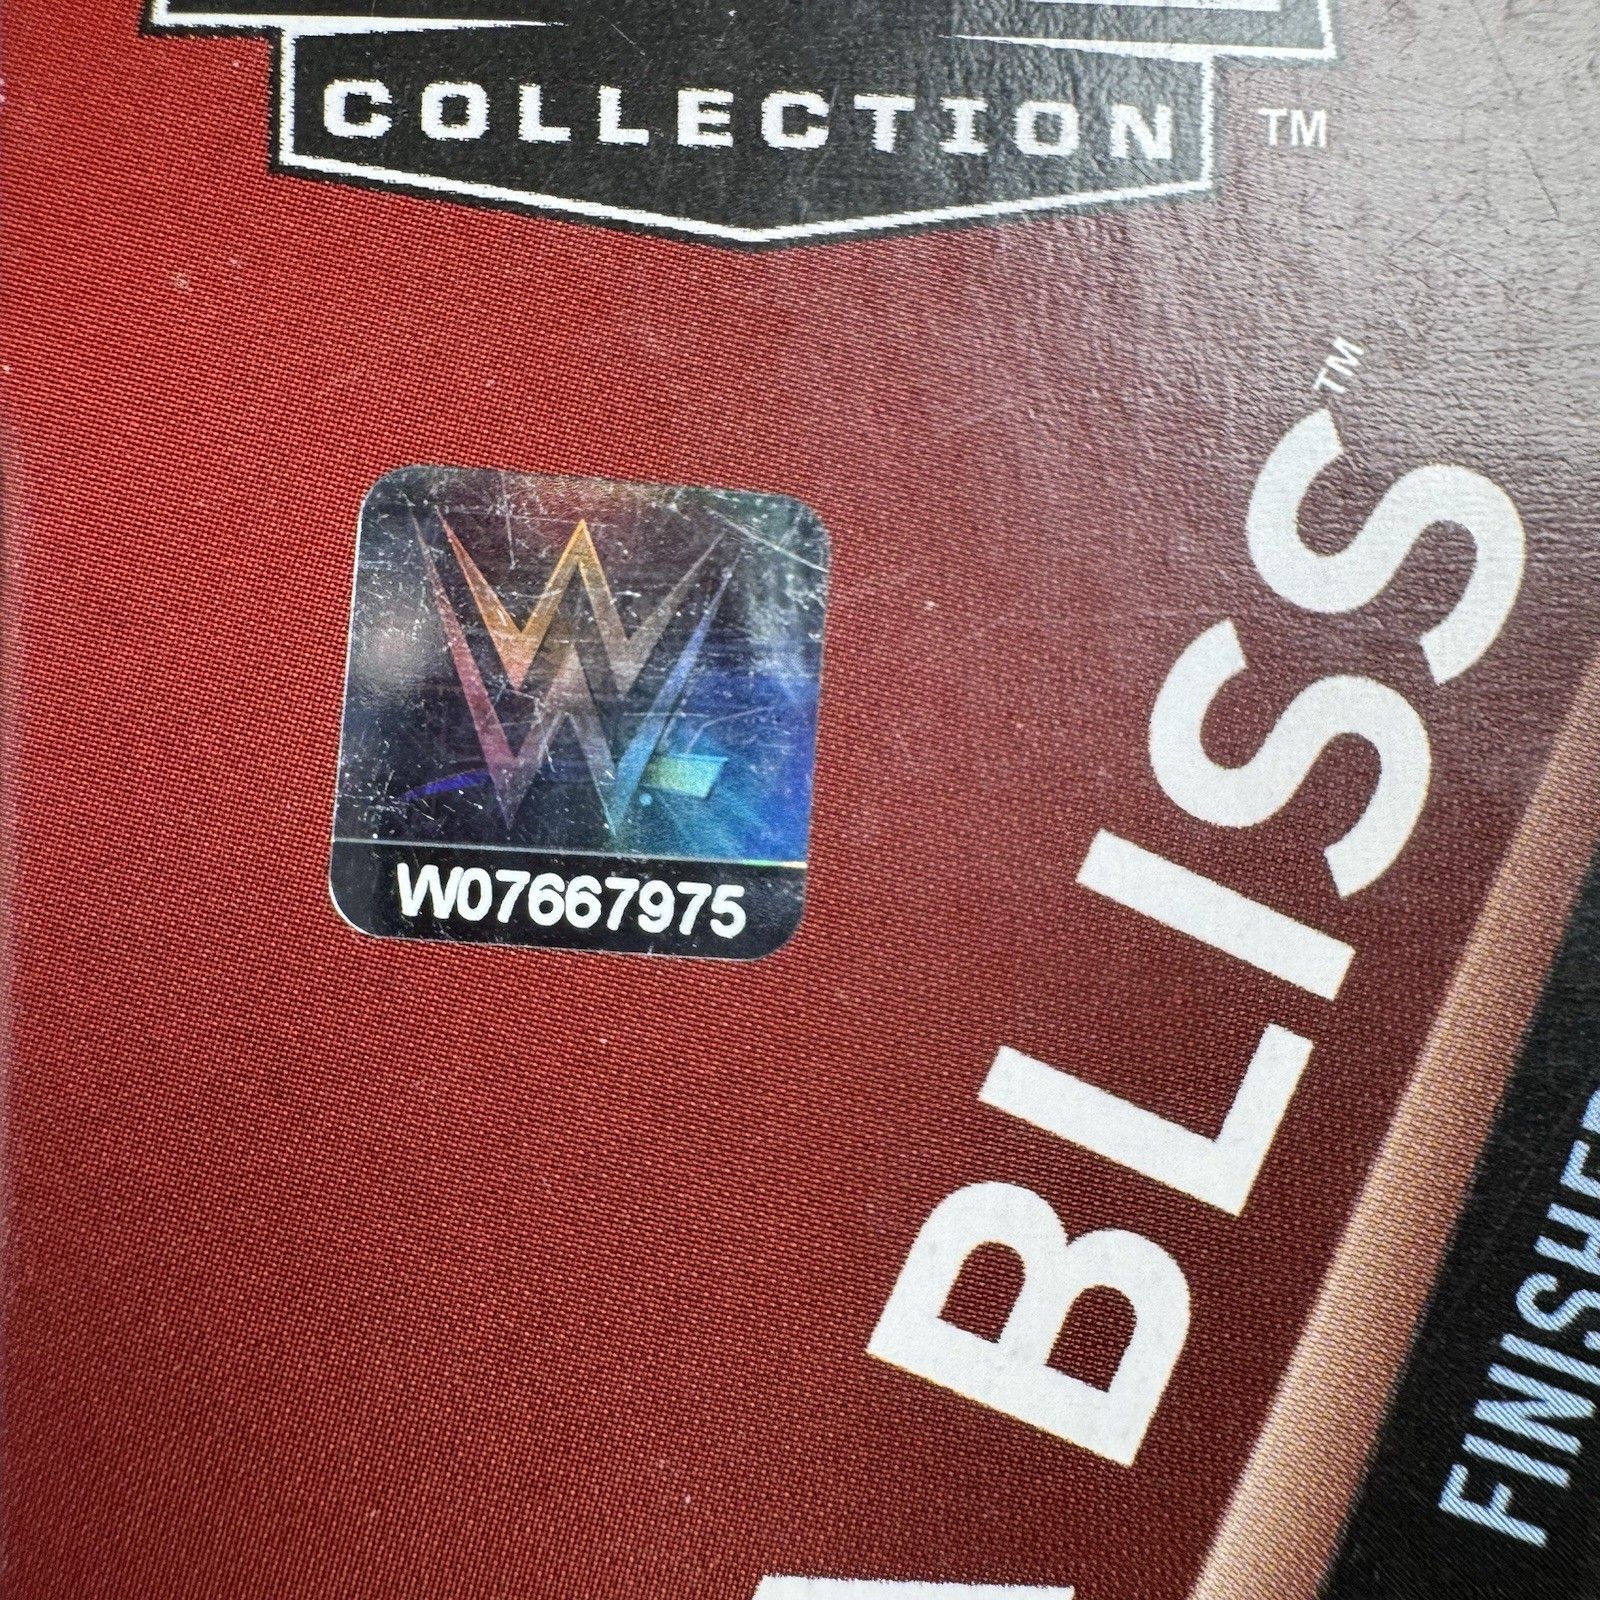 COLLECTION TM
W
W07667975
BLISS TM
FINISHE